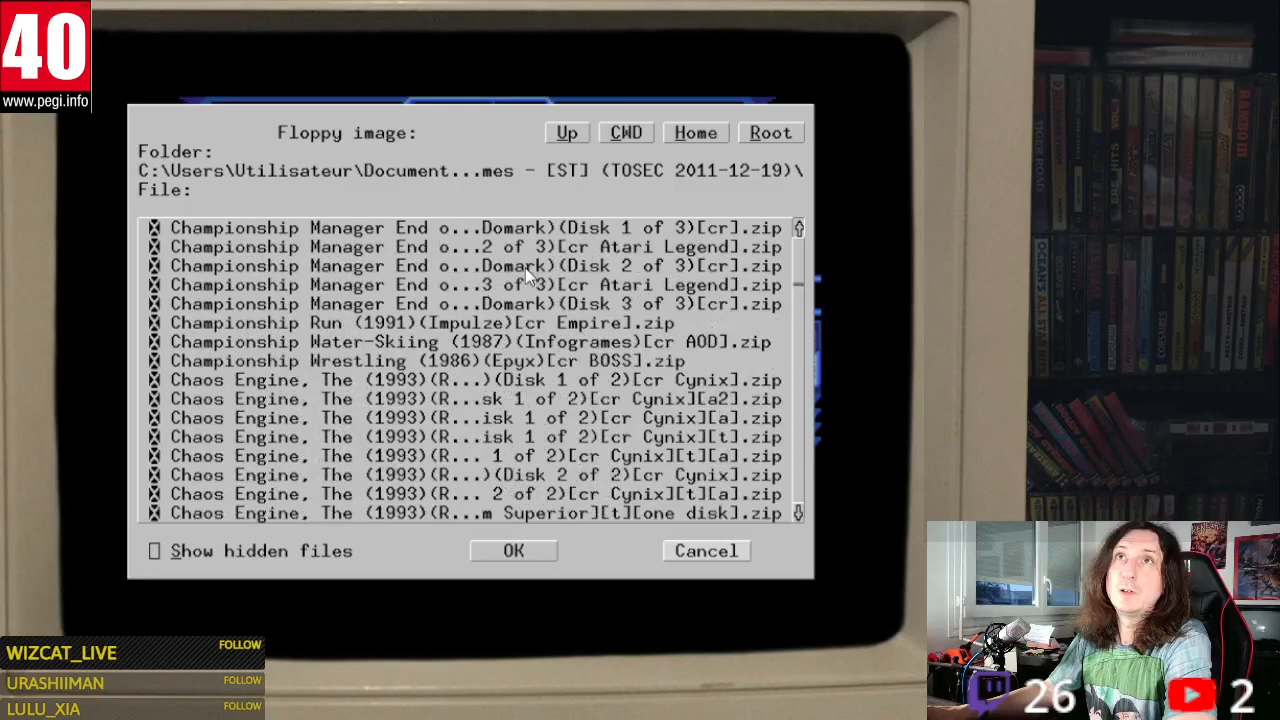 40
www.pegi.info
Floppy image:
Up
CWD
Home
Root
Folder:
C:\Users\Utilisateur\Document...mes - [ST] (TOSEC 2011-12-19)\
File:
Championship Manager End o...Domark)(Disk 1 of 3)[cr].zip
Championship Manager End o...2 of 3)[cr Atari Legend].zip
Championship Manager End o...Domark)(Disk 2 of 3)[cr].zip
Championship Manager End o...3 of 3)[cr Atari Legend].zip
Championship Manager End o...Domark)(Disk 3 of 3)[cr].zip
Championship Run (1991)(Impulze)[cr Empire].zip
Championship Water-Skiing (1987)(Infogrames)[cr AOD].zip
Championship Wrestling (1986)(Epyx)[cr BOSS].zip
Chaos Engine, The (1993)(R...)(Disk 1 of 2)[cr Cynix].zip
Chaos Engine, The (1993)(R...sk 1 of 2)[cr Cynix][a2].zip
Chaos Engine, The (1993)(R...isk 1 of 2)[cr Cynix][a].zip
Chaos Engine, The (1993)(R...isk 1 of 2)[cr Cynix][t].zip
Chaos Engine, The (1993)(R... 1 of 2)[cr Cynix][t][a].zip
Chaos Engine, The (1993)(R...)(Disk 2 of 2)[cr Cynix].zip
Chaos Engine, The (1993)(R... 2 of 2)[cr Cynix][t][a].zip
Chaos Engine, The (1993)(R...m Superior][t][one disk].zip
Show hidden files
OK
Cancel
RAMBO III
TIGER ROAD
WIZCAT_LIVE FOLLOW
URASHIIMAN FOLLOW
LULU_XIA FOLLOW
26
2